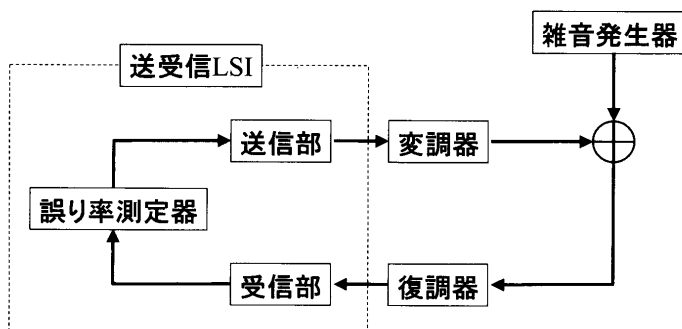 雑音発生器
送受信LSI
送信部
変調器
誤り率測定器
受信部
復調器